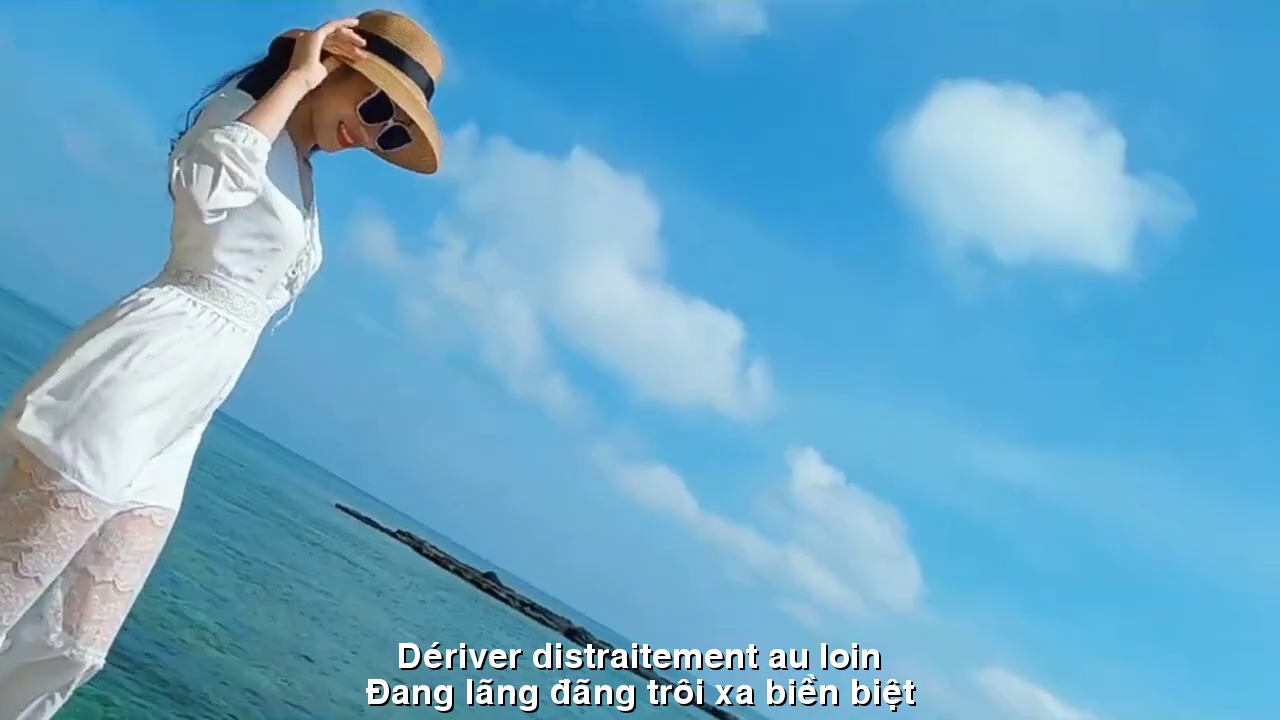 Dériver distraitement au loin
Đang lãng đãng trôi xa biền biệt